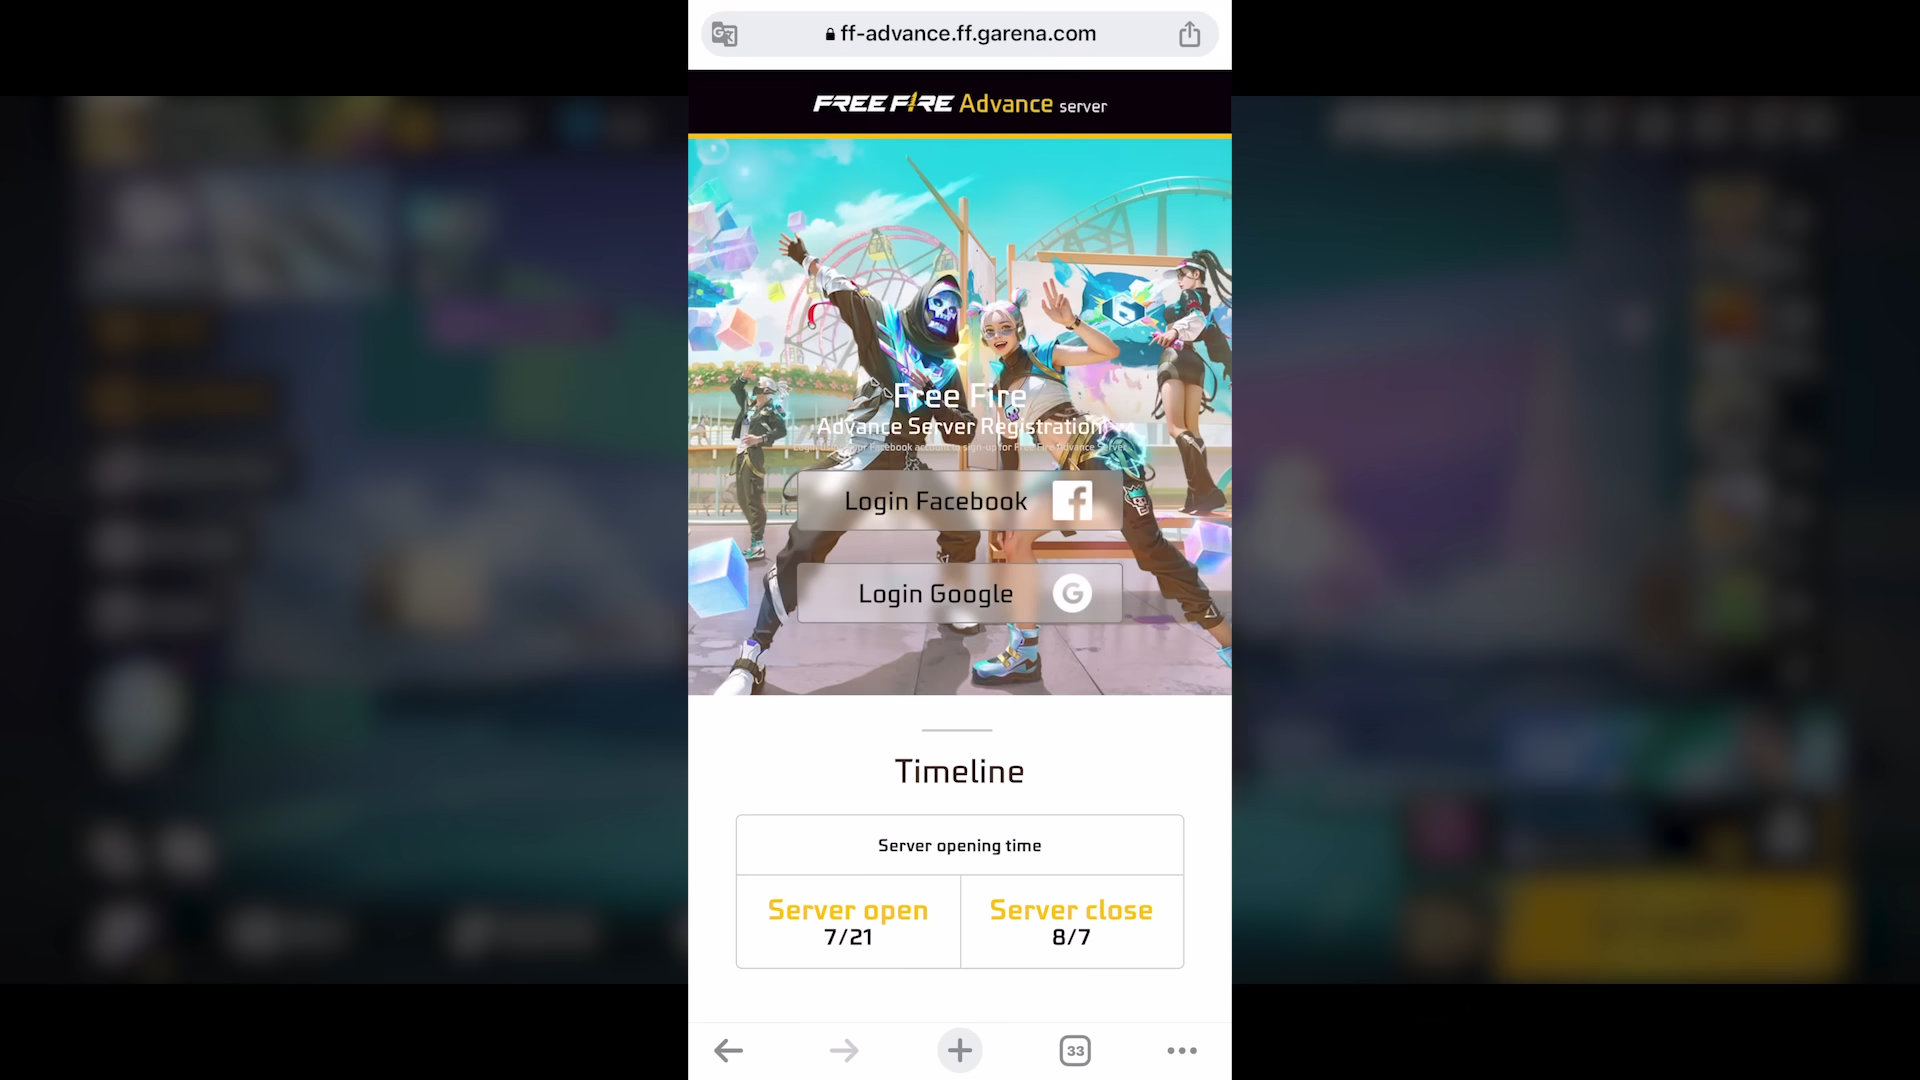 ff-advance.ff.garena.com
FREE FIRE Advance server
Free Fire
Advance Server Registration
Login Facebook
Login Google
Timeline
Server opening time
Server open
7/21
Server close
8/7
33